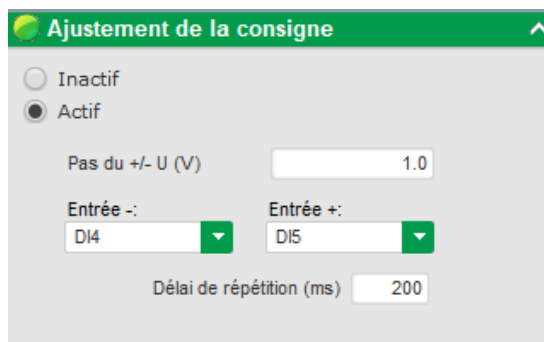 Ajustement de la consigne
Inactif
Actif
Pas du +/- U (V) 1.0
Entrée -: Entrée +:
DI4 DI5
Délai de répétition (ms) 200